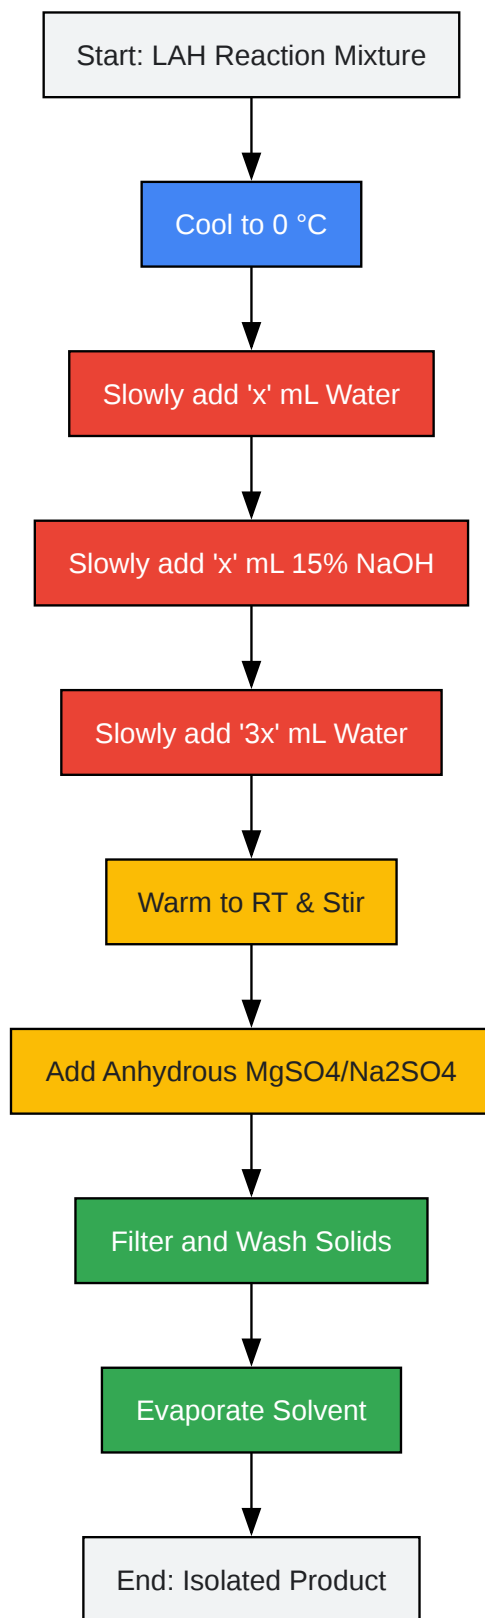 Start: LAH Reaction Mixture
Cool to 0 °C
Slowly add 'x' mL Water
Slowly add 'x' mL 15% NaOH
Slowly add '3x' mL Water
Warm to RT & Stir
Add Anhydrous MgSO4/Na2SO4
Filter and Wash Solids
Evaporate Solvent
End: Isolated Product